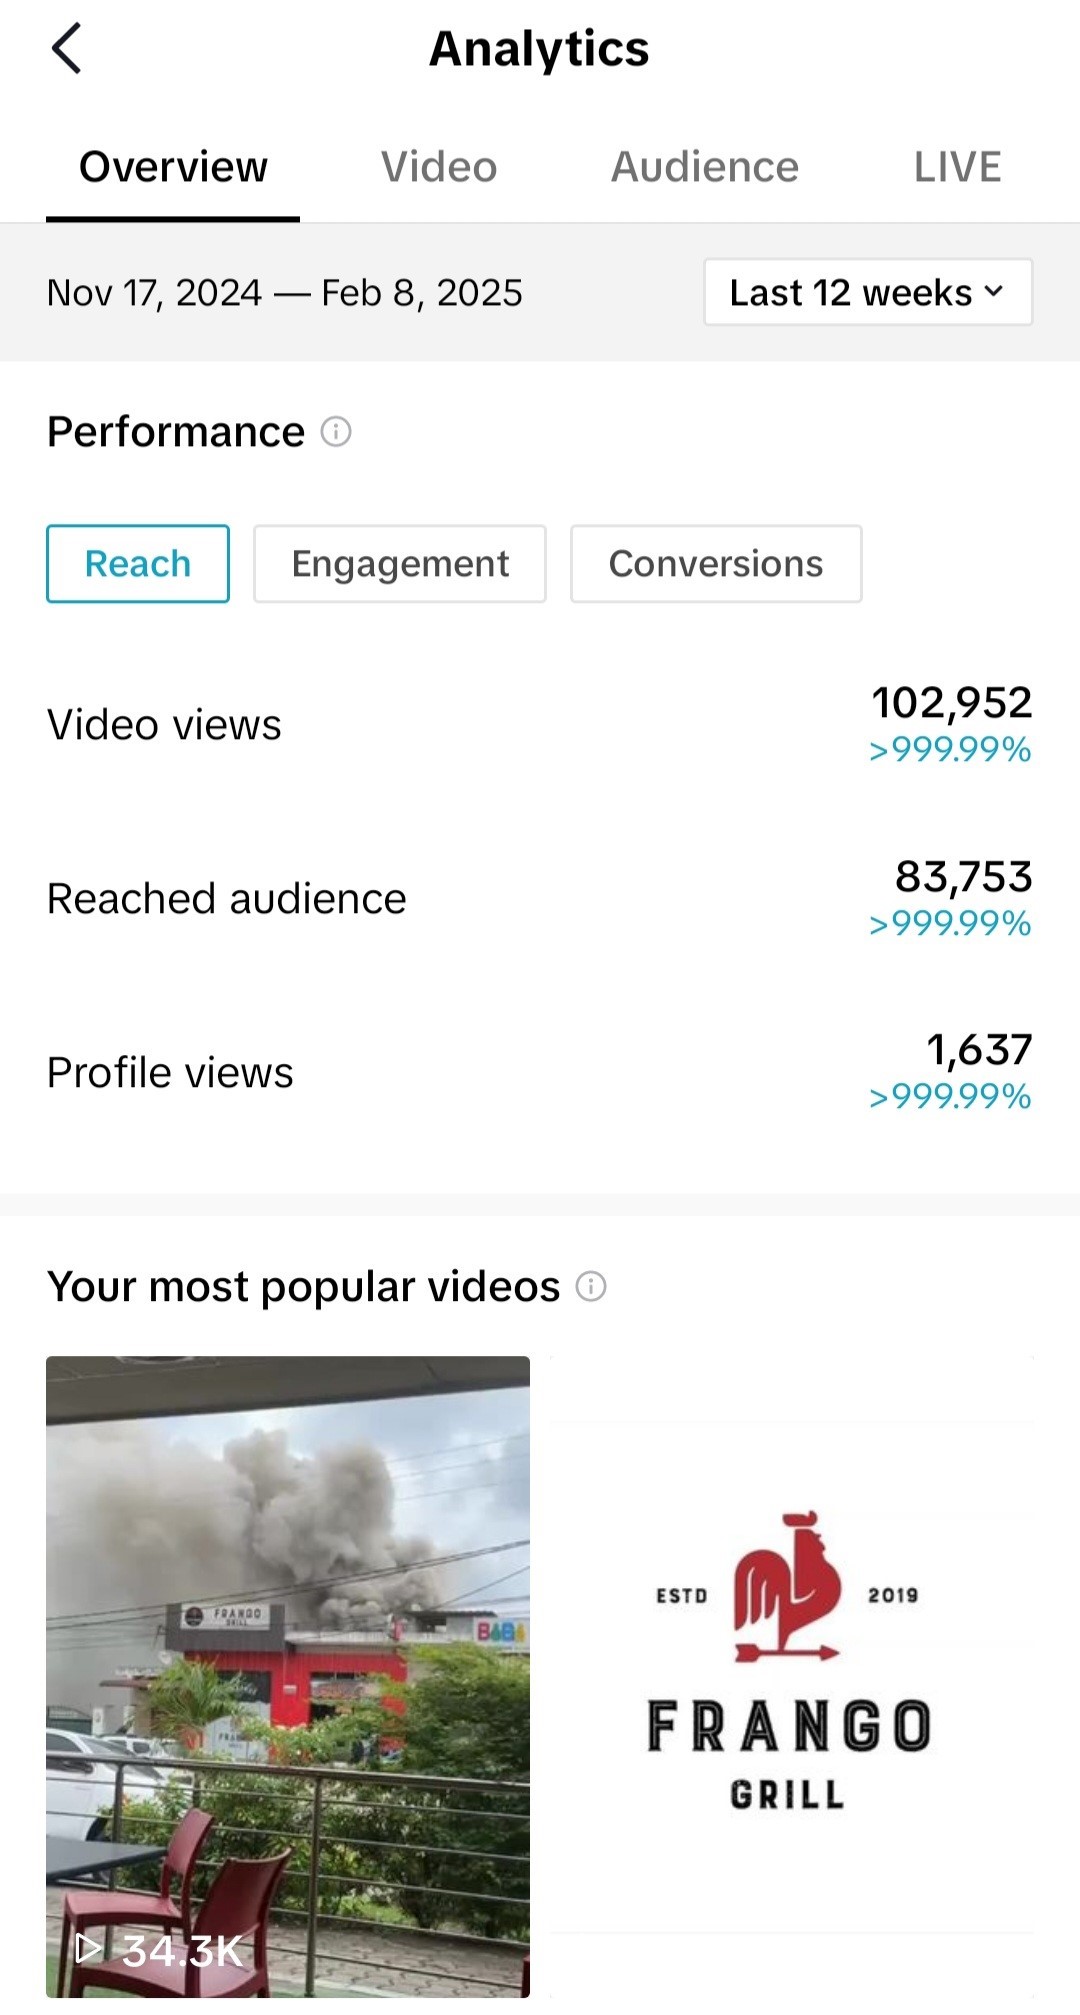 Analytics
Overview Video Audience LIVE
Nov 17, 2024 — Feb 8, 2025 Last 12 weeks
Performance
Reach Engagement Conversions
Video views 102,952
>999.99%
Reached audience 83,753
>999.99%
Profile views 1,637
>999.99%
Your most popular videos
FRANGO
GRILL
34.3K
ESTD 2019
FRANGO
GRILL